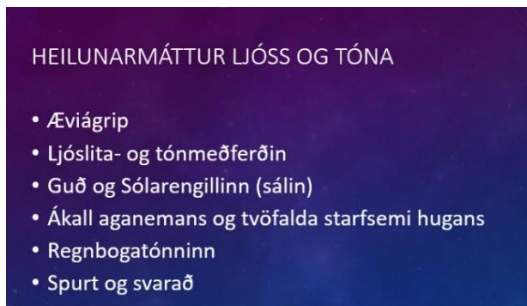 HEILUNARMÁTTUR LJÓSS OG TÓNA
• Æviágrip
• Ljóslita- og tónmeðferðin
• Guð og Sólarengillinn (sálin)
• Ákall aganemans og tvöfalda starfsemi hugans
• Regnbogatónninn
• Spurt og svarað